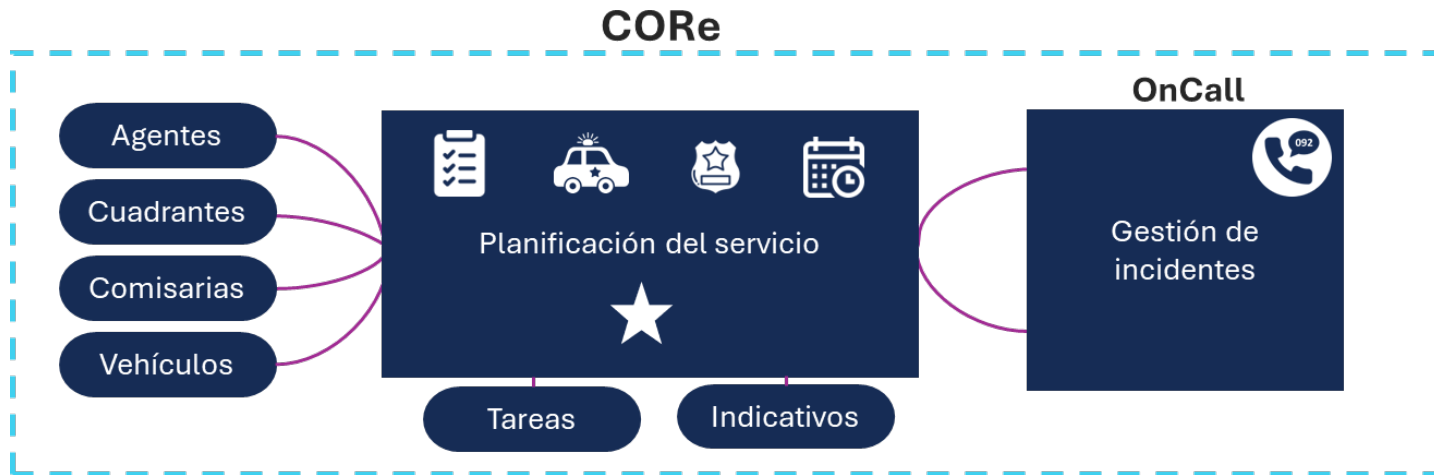 CORe
OnCall
Agentes
Cuadrantes
Comisarias
Vehículos
Planificación del servicio
Tareas
Indicativos
092
Gestión de
incidentes